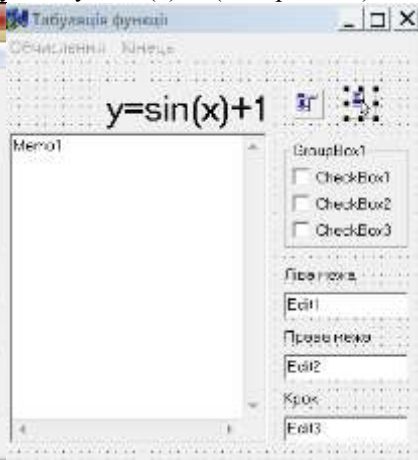 Табуляція функції
Обчислення Кінець
y=sin(x)+1
Memo1
GroupBox1
CheckBox1
CheckBox2
CheckBox3
Ліва межа
Edit1
Права межа
Edit2
Крок
Edit3